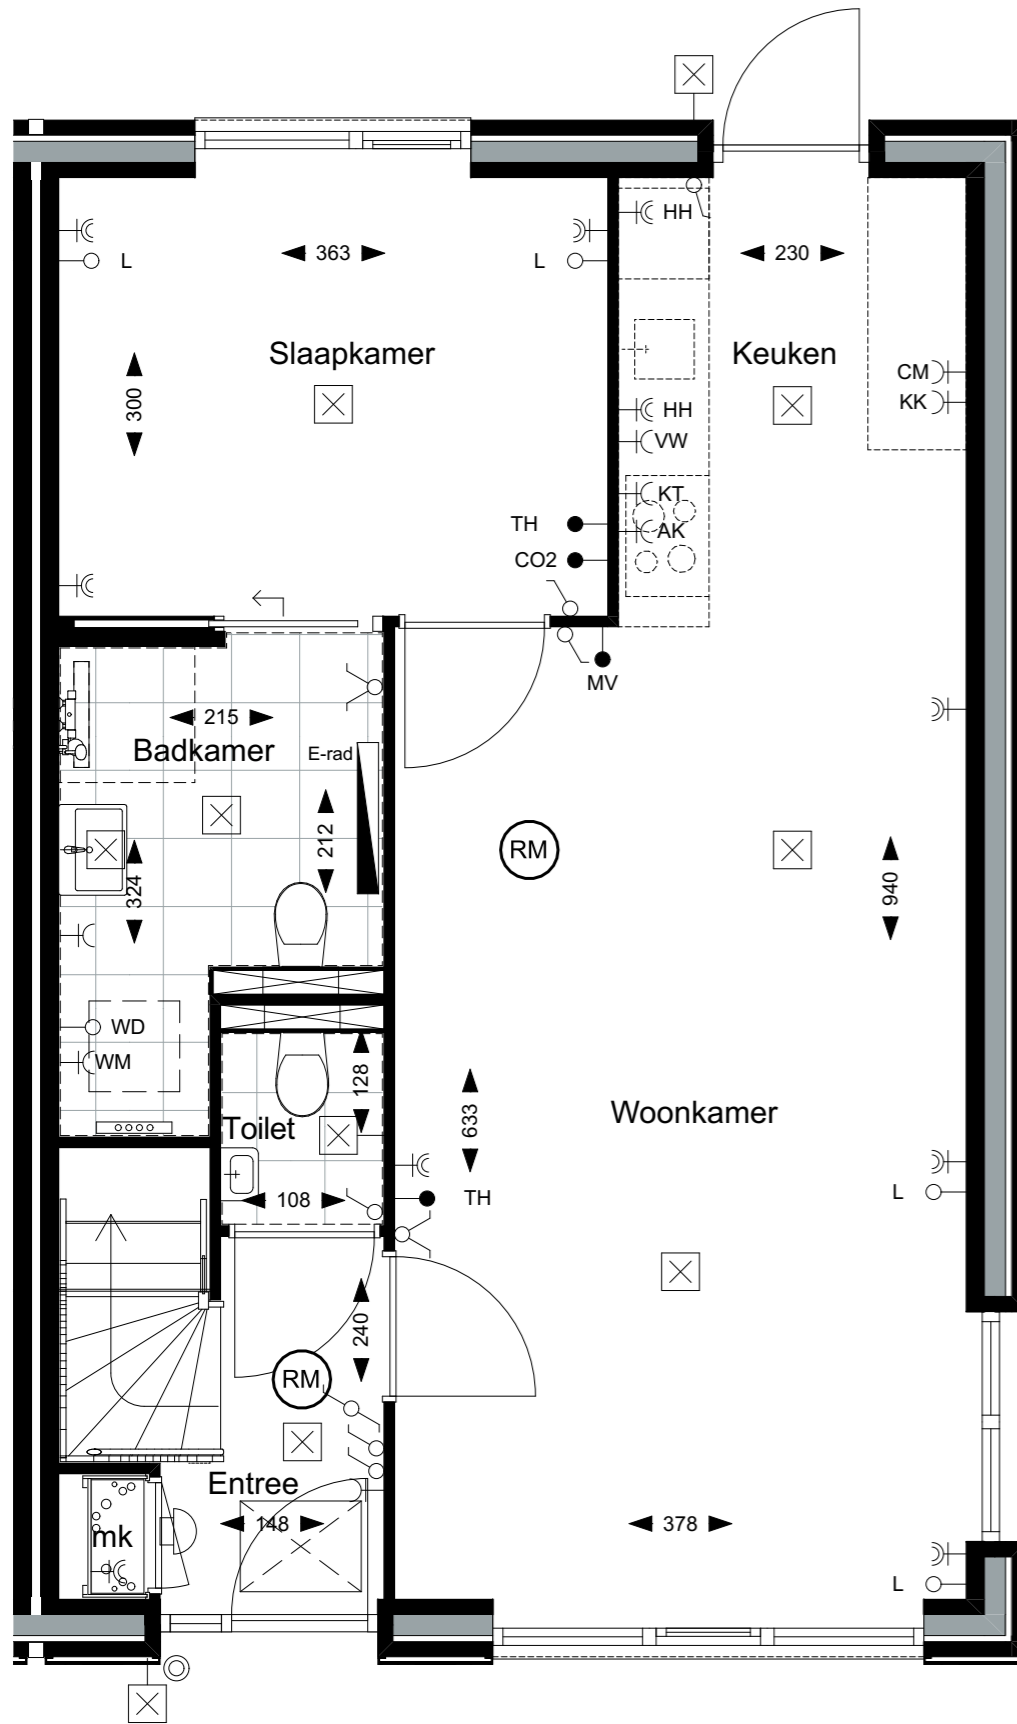 HH
L
363
L
230
Slaapkamer
Keuken
CM
300
KK
HH
VW
KT
TH
AK
CO2
MV
215
Badkamer
E-rad
212
RM
324
940
WD
WM
128
633
Woonkamer
Toilet
108
TH
L
240
RM
Entree
148
378
mk
L